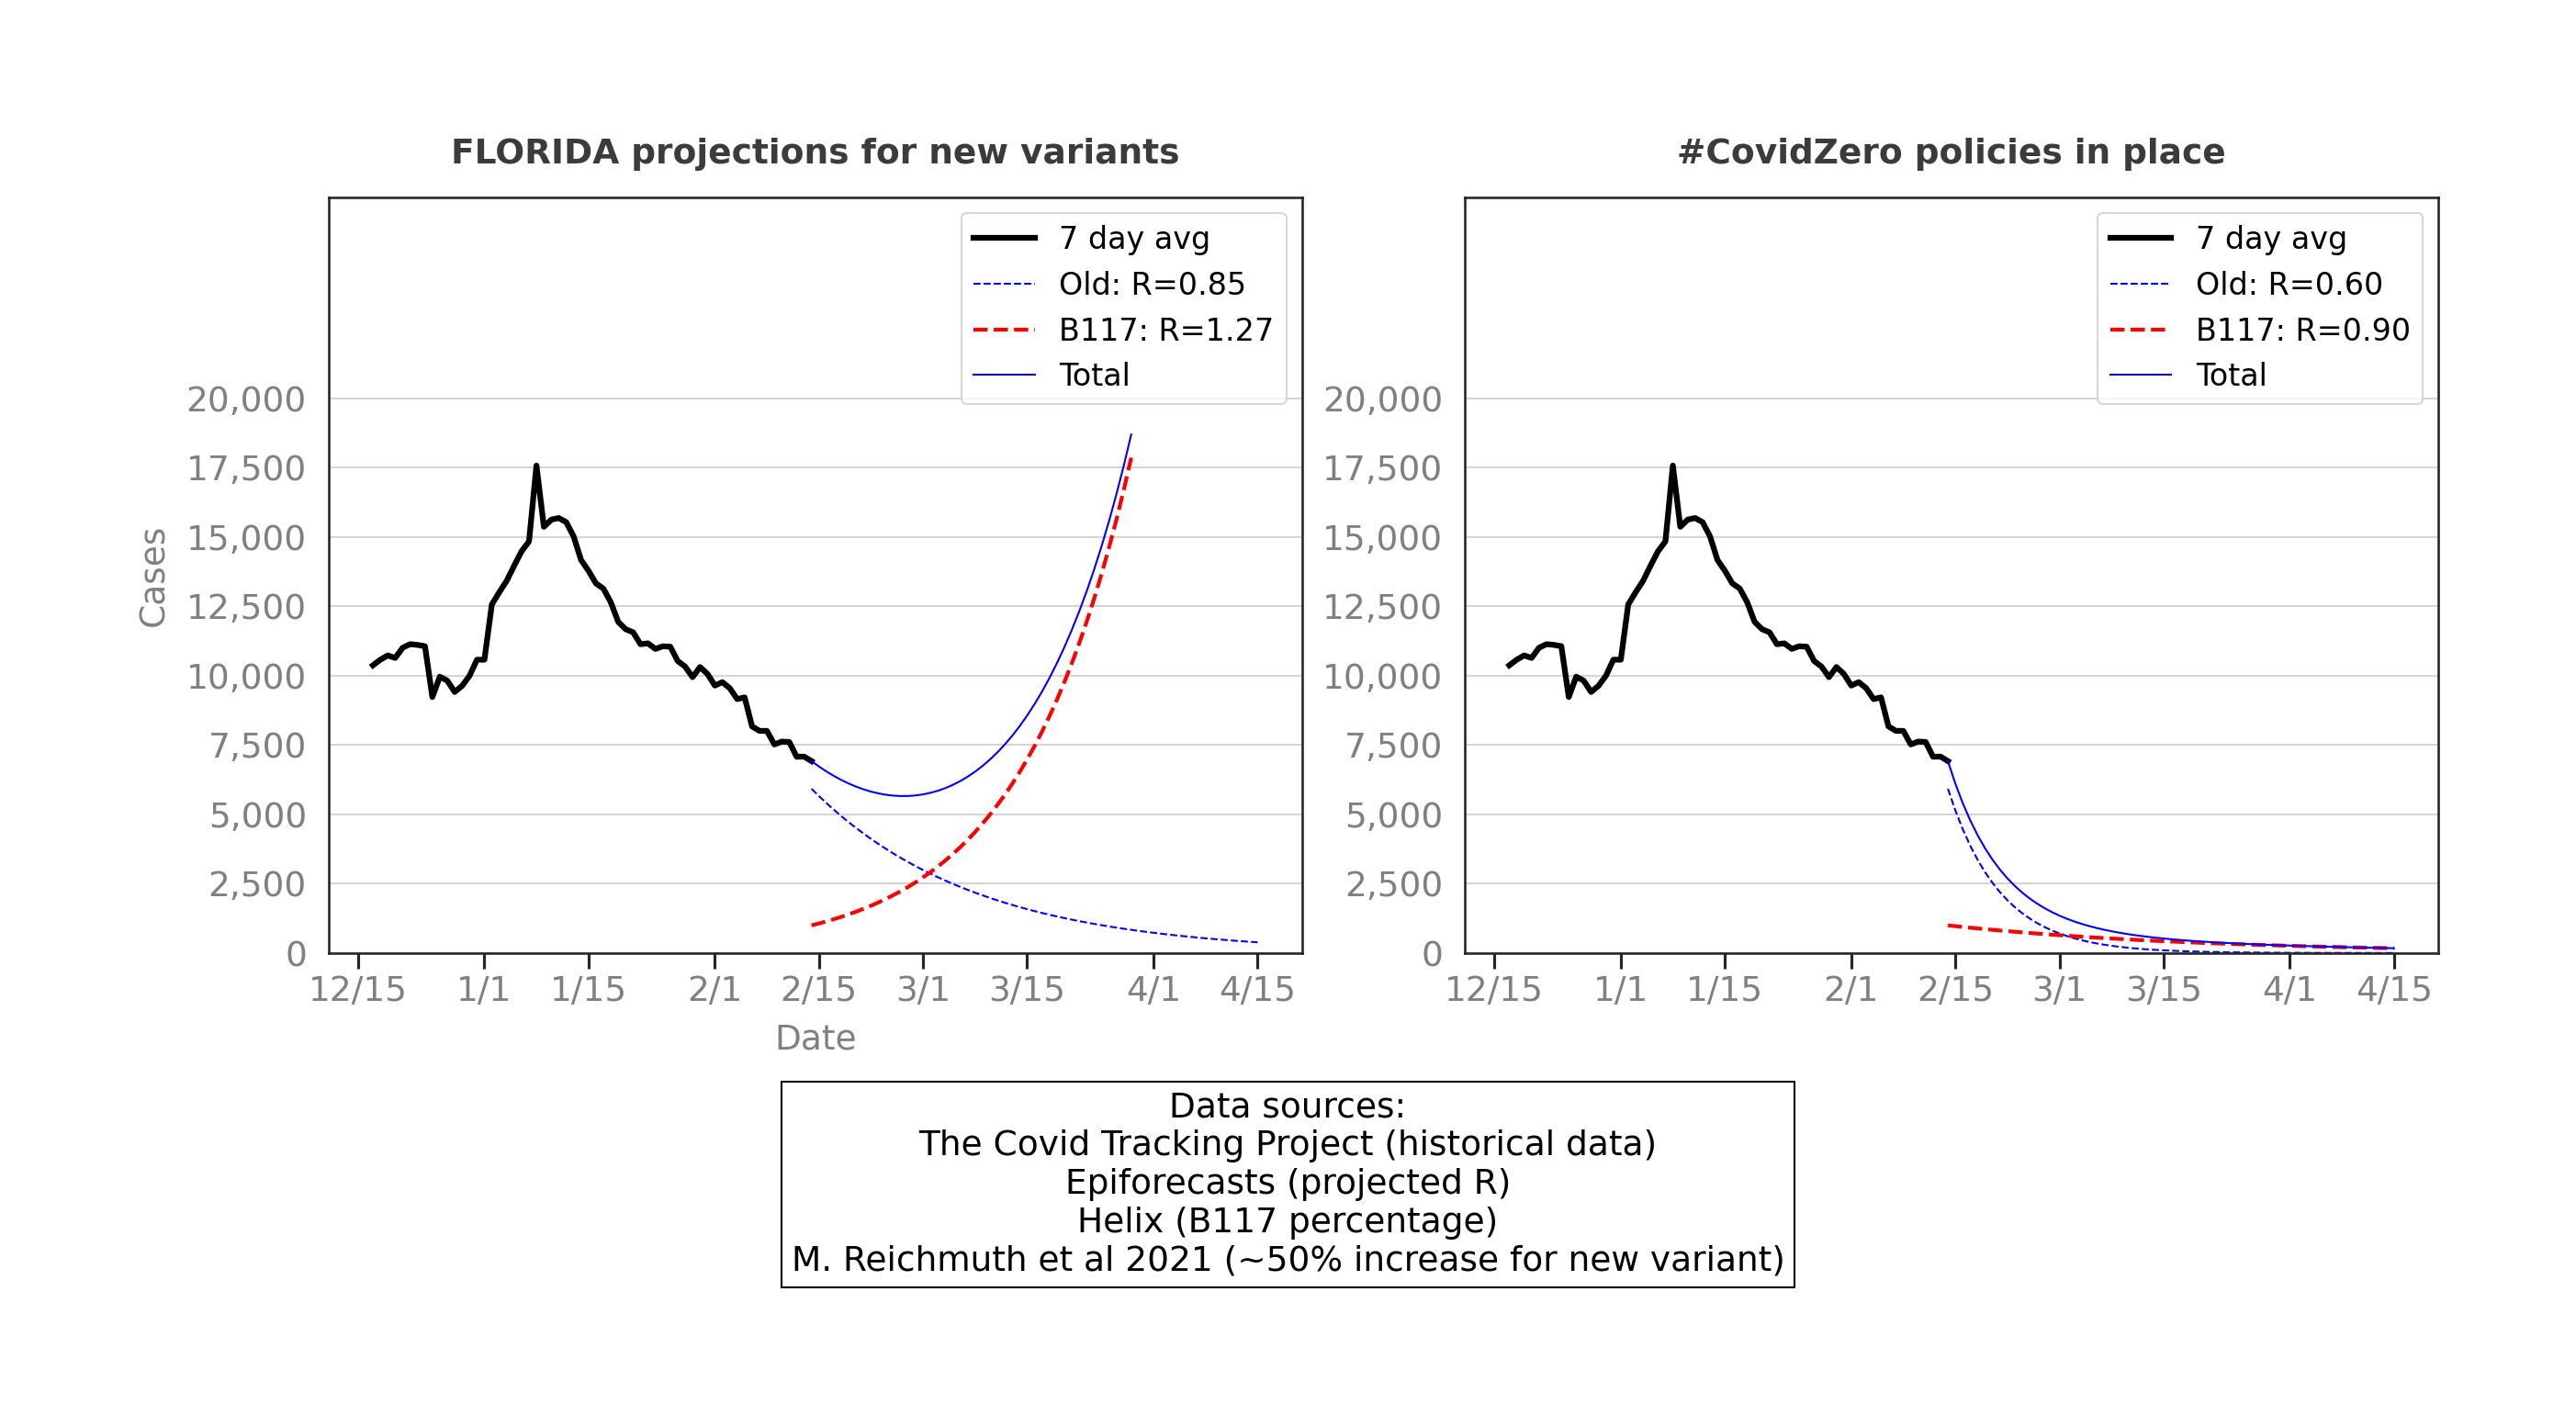 FLORIDA projections for new variants
7 day avg
Old: R=0.85
B117: R=1.27
Total
Cases
20,000
17,500
15,000
12,500
10,000
7,500
5,000
2,500
0
12/15 1/1 1/15 2/1 2/15 3/1 3/15 4/1 4/15
Date
#CovidZero policies in place
7 day avg
Old: R=0.60
B117: R=0.90
Total
20,000
17,500
15,000
12,500
10,000
7,500
5,000
2,500
0
12/15 1/1 1/15 2/1 2/15 3/1 3/15 4/1 4/15
Data sources:
The Covid Tracking Project (historical data)
Epiforecasts (projected R)
Helix (B117 percentage)
M. Reichmuth et al 2021 (~50% increase for new variant)